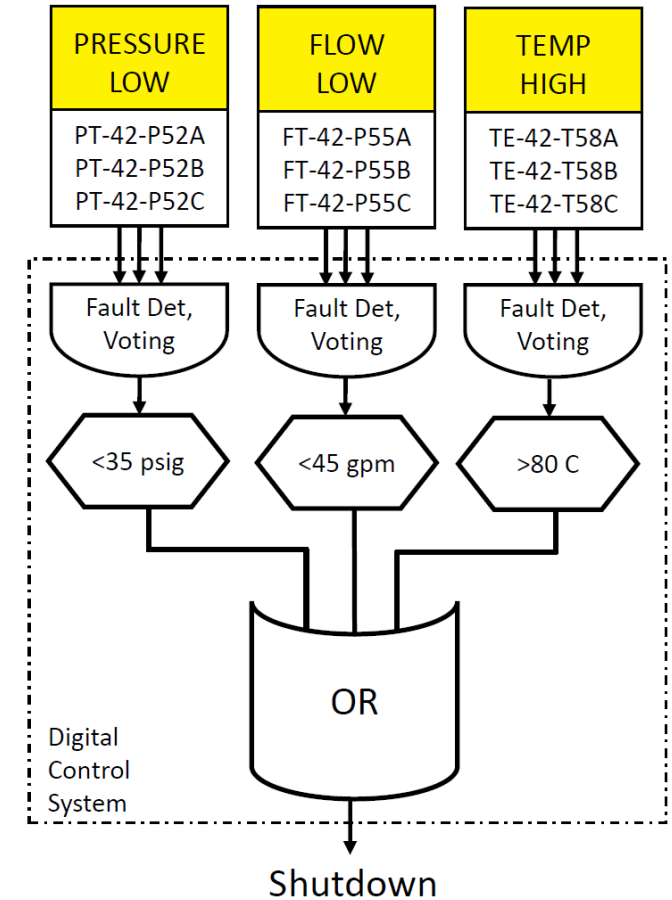 PRESSURE
LOW
PT-42-P52A
PT-42-P52B
PT-42-P52C
FLOW
LOW
FT-42-P55A
FT-42-P55B
FT-42-P55C
TEMP
HIGH
TE-42-T58A
TE-42-T58B
TE-42-T58C
Fault Det,
Voting
Fault Det,
Voting
Fault Det,
Voting
<35 psig
<45 gpm
>80 C
OR
Digital
Control
System
Shutdown